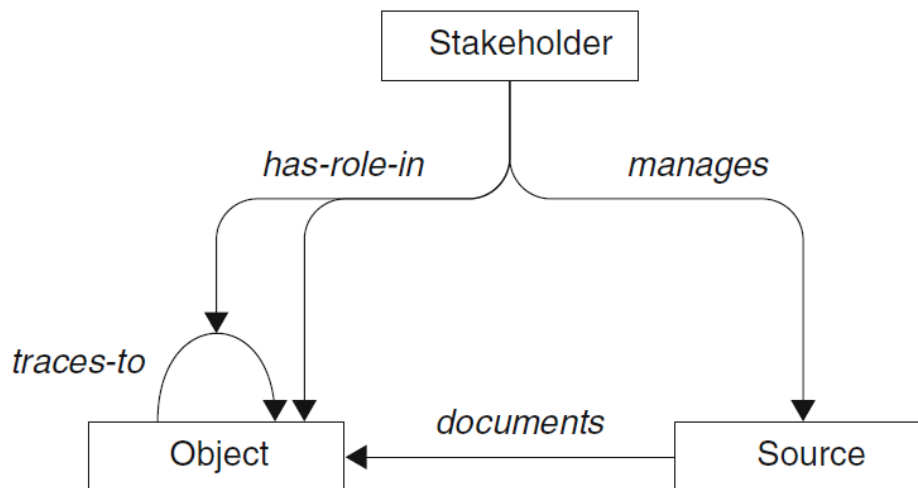 Stakeholder
has-role-in
manages
traces-to
documents
Object
Source